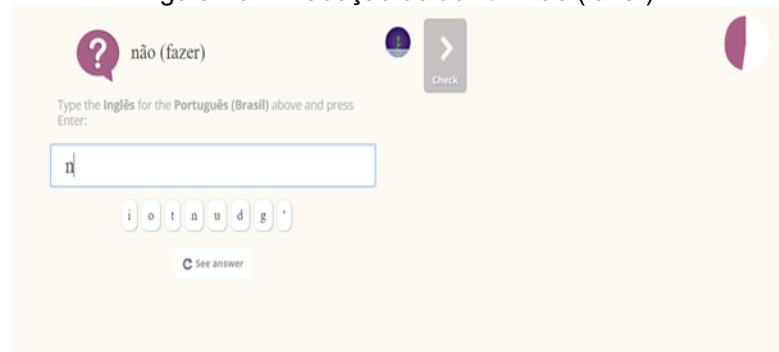 não (fazer)
Check
Type the Inglês for the Português (Brasil) above and press
Enter:
n
i o t n u d g '
See answer